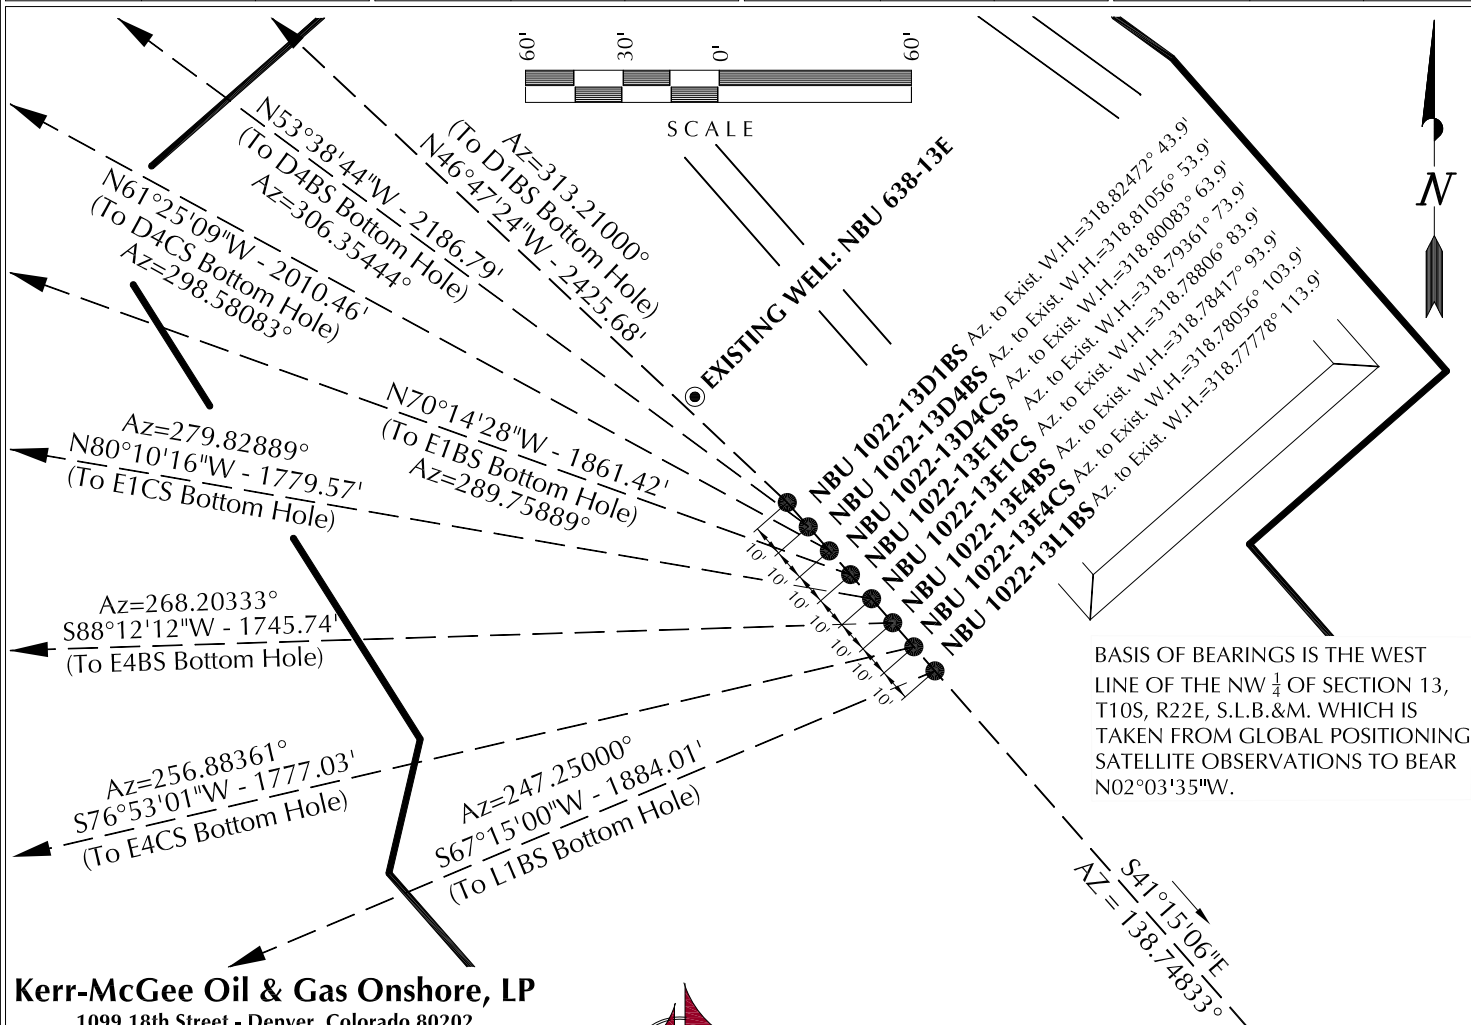 60'
30'
0'
60'
SCALE
N
N53°38'44"W - 2186.79'
(To D4BS Bottom Hole)
Az=306.35444°
Az=313.21000°
(To D1BS Bottom Hole)
N46°47'24"W - 2425.68'
N61°25'09"W - 2010.46'
(To D4CS Bottom Hole)
Az=298.58083°
N70°14'28"W - 1861.42'
(To E1BS Bottom Hole)
Az=289.75889°
Az=279.82889°
N80°10'16"W - 1779.57'
(To E1CS Bottom Hole)
Az=268.20333°
S88°12'12"W - 1745.74'
(To E4BS Bottom Hole)
Az=256.88361°
S76°53'01"W - 1777.03'
(To E4CS Bottom Hole)
Az=247.25000°
S67°15'00"W - 1884.01'
(To L1BS Bottom Hole)
EXISTING WELL: NBU 638-13E
NBU 1022-13D1BS Az. to Exist. W.H.=318.82472° 43.9'
NBU 1022-13D4BS Az. to Exist. W.H.=318.81056° 53.9'
NBU 1022-13D4CS Az. to Exist. W.H.=318.80083° 63.9'
NBU 1022-13E1BS Az. to Exist. W.H.=318.79361° 73.9'
NBU 1022-13E1CS Az. to Exist. W.H.=318.78806° 83.9'
NBU 1022-13E4BS Az. to Exist. W.H.=318.78417° 93.9'
NBU 1022-13E4CS Az. to Exist. W.H.=318.78056° 103.9'
NBU 1022-13L1BS Az. to Exist. W.H.=318.77778° 113.9'
10'
10'
10'
10'
10'
10'
10'
BASIS OF BEARINGS IS THE WEST
LINE OF THE NW 1/4 OF SECTION 13,
T10S, R22E, S.L.B.&M. WHICH IS
TAKEN FROM GLOBAL POSITIONING
SATELLITE OBSERVATIONS TO BEAR
N02°03'35"W.
S41°15'06"E
AZ = 138.74833°
Kerr-McGee Oil & Gas Onshore, LP
1099 18th Street - Denver, Colorado 80202